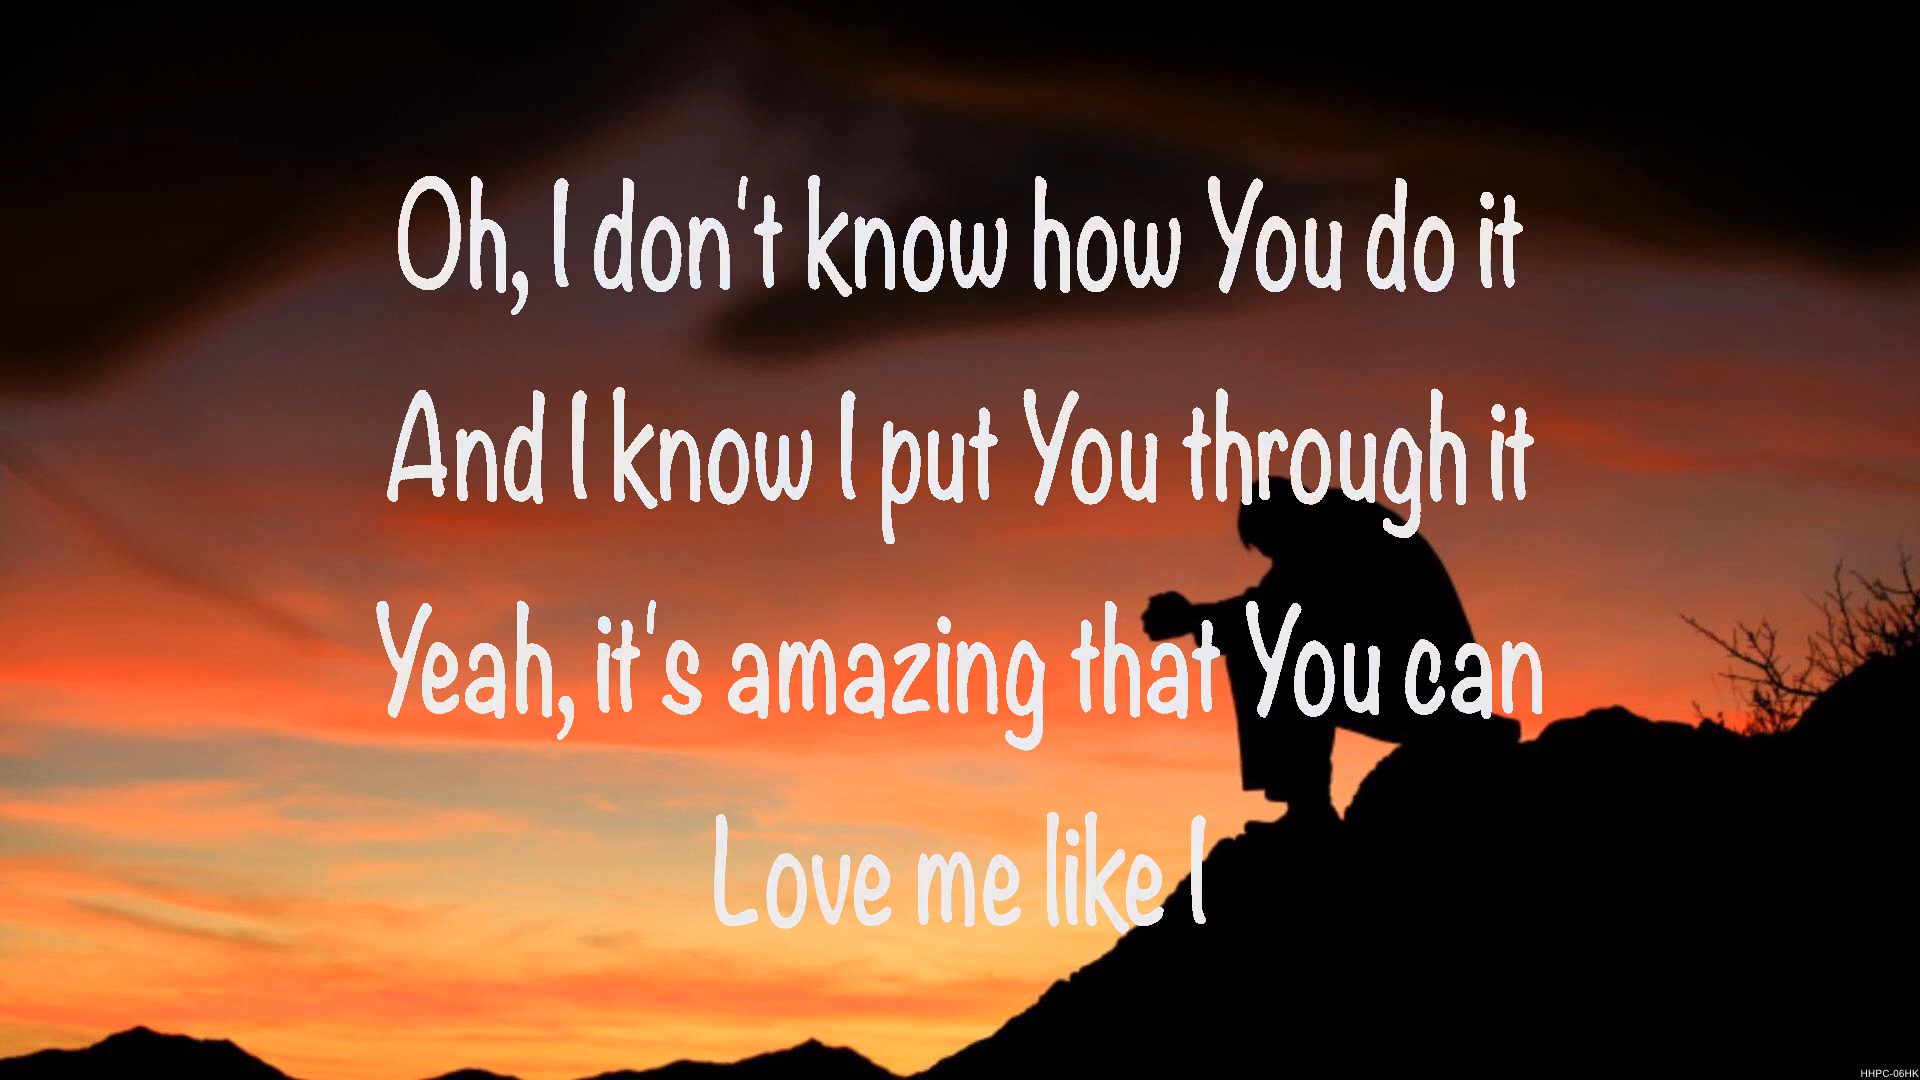 Oh, I don't know how You do it
And I know I put You through it
Yeah, it's amazing that You can
Love me like I
HHPC-06HK